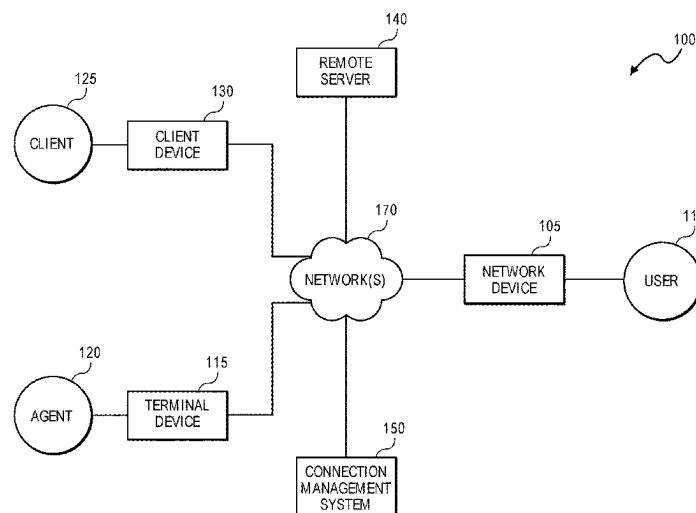 140
100
REMOTE
SERVER
125
130
CLIENT
CLIENT
DEVICE
170
105
11
NETWORK(S)
NETWORK
DEVICE
USER
120
115
AGENT
TERMINAL
DEVICE
150
CONNECTION
MANAGEMENT
SYSTEM